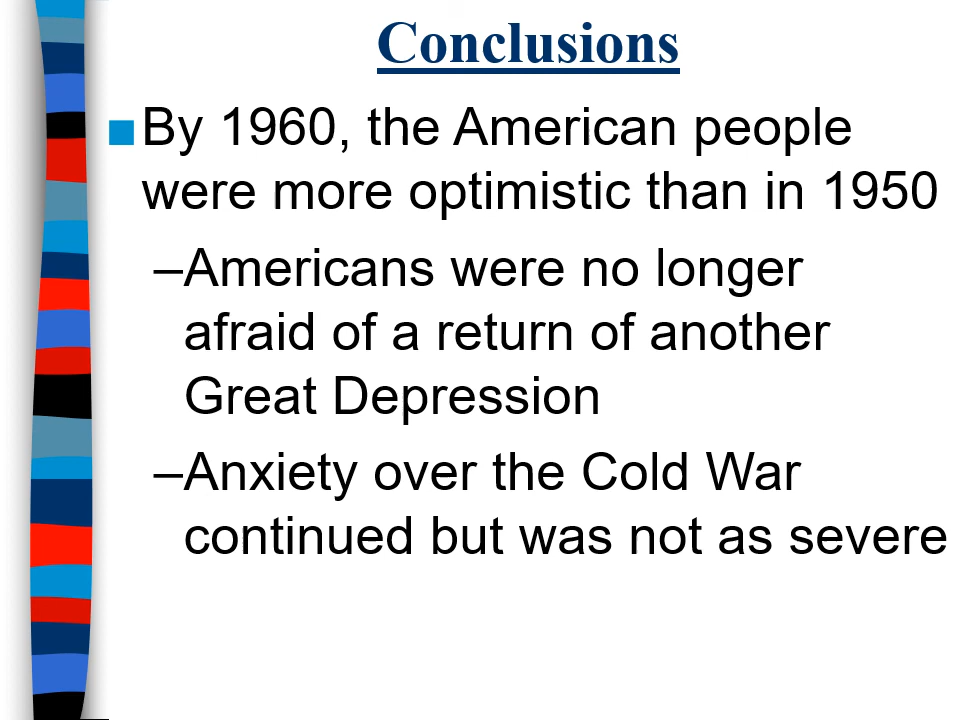 Conclusions
■By 1960, the American people
were more optimistic than in 1950
–Americans were no longer
afraid of a return of another
Great Depression
–Anxiety over the Cold War
continued but was not as severe